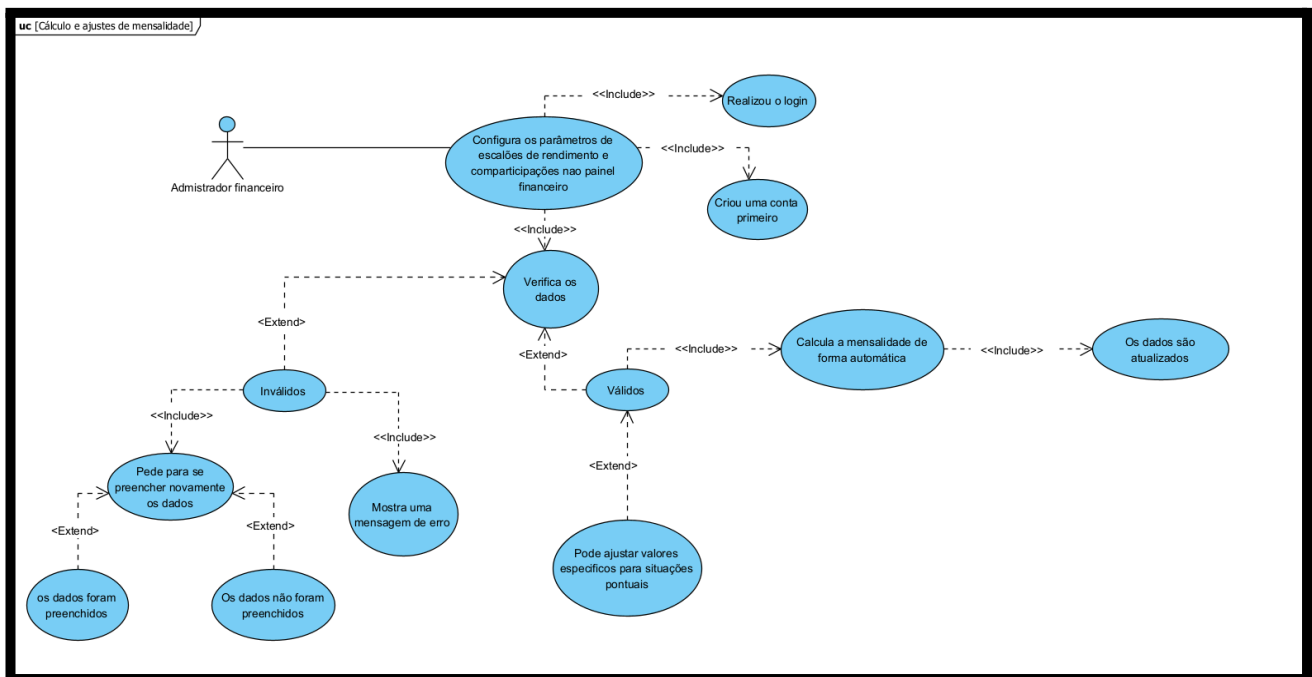 uc [Cálculo e ajustes de mensalidade]
<<Include>>
Realizou o login
Configura os parâmetros de
escalões de rendimento e
comparticipações nao painel
financeiro
<<Include>>
Admistrador financeiro
Criou uma conta
primeiro
<<Include>>
Verifica os
dados
<Extend>
<Extend>
<<Include>>
Calcula a mensalidade de
forma automática
<<Include>>
Os dados são
atualizados
Inválidos
Válidos
<<Include>>
<<Include>>
<Extend>
Pede para se
preencher novamente
os dados
Mostra uma
mensagem de erro
<Extend>
<Extend>
Pode ajustar valores
especificos para situações
pontuais
os dados foram
preenchidos
Os dados não foram
preenchidos